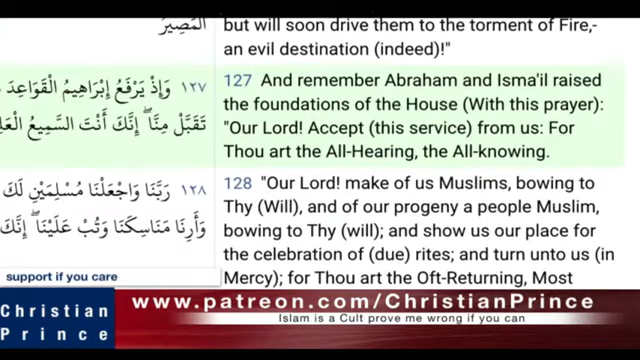 الْمَصِيرُ
but will soon drive them to the torment of Fire,-
an evil destination (indeed)!"
١٢٧ وَإِذْ يَرْفَعُ إِبْرَاهِيمُ الْقَوَاعِدَ
127 And remember Abraham and Isma'il raised
the foundations of the House (With this prayer):
تَقَبَّلْ مِنَّا ۖ إِنَّكَ أَنْتَ السَّمِيعُ
"Our Lord! Accept (this service) from us: For
Thou art the All-Hearing, the All-knowing.
١٢٨ رَبَّنَا وَاجْعَلْنَا مُسْلِمَيْنِ لَكَ
128 "Our Lord! make of us Muslims, bowing to
Thy (Will), and of our progeny a people Muslim,
وَأَرِنَا مَنَاسِكَنَا وَتُبْ عَلَيْنَا ۖ إِنَّكَ
bowing to Thy (will); and show us our place for
the celebration of (due) rites; and turn unto us (in
Mercy); for Thou art the Oft-Returning, Most
support if you care
Christian
Prince
www.patreon.com/ChristianPrince
Islam is a Cult prove me wrong if you can